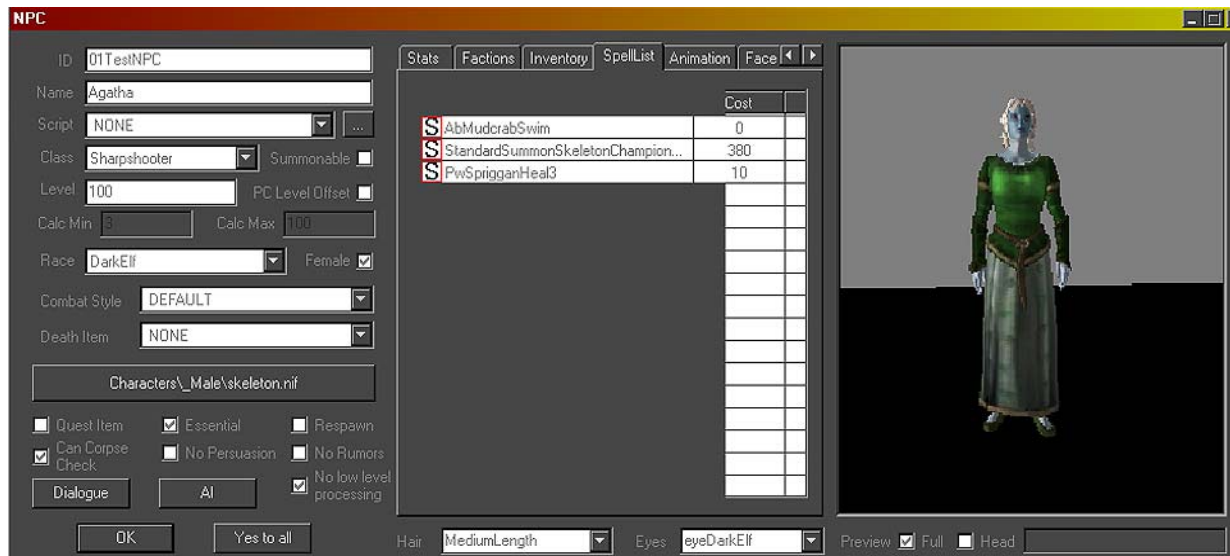 NPC
ID 01TestNPC
Name Agatha
Script NONE ...
Class Sharpshooter Summonable
Level 100 PC Level Offset
Calc Min 3 Calc Max 100
Race DarkElf Female
Combat Style DEFAULT
Death Item NONE
Characters\_Male\skeleton.nif
Quest Item Essential Respawn
Can Corpse Check No Persuasion No Rumors
No low level processing
Dialogue AI
OK Yes to all
Stats Factions Inventory SpellList Animation Face
Cost
S AbMudcrabSwim 0
S StandardSummonSkeletonChampion... 380
S PwSprigganHeal3 10
Hair MediumLength Eyes eyeDarkElf Preview Full Head